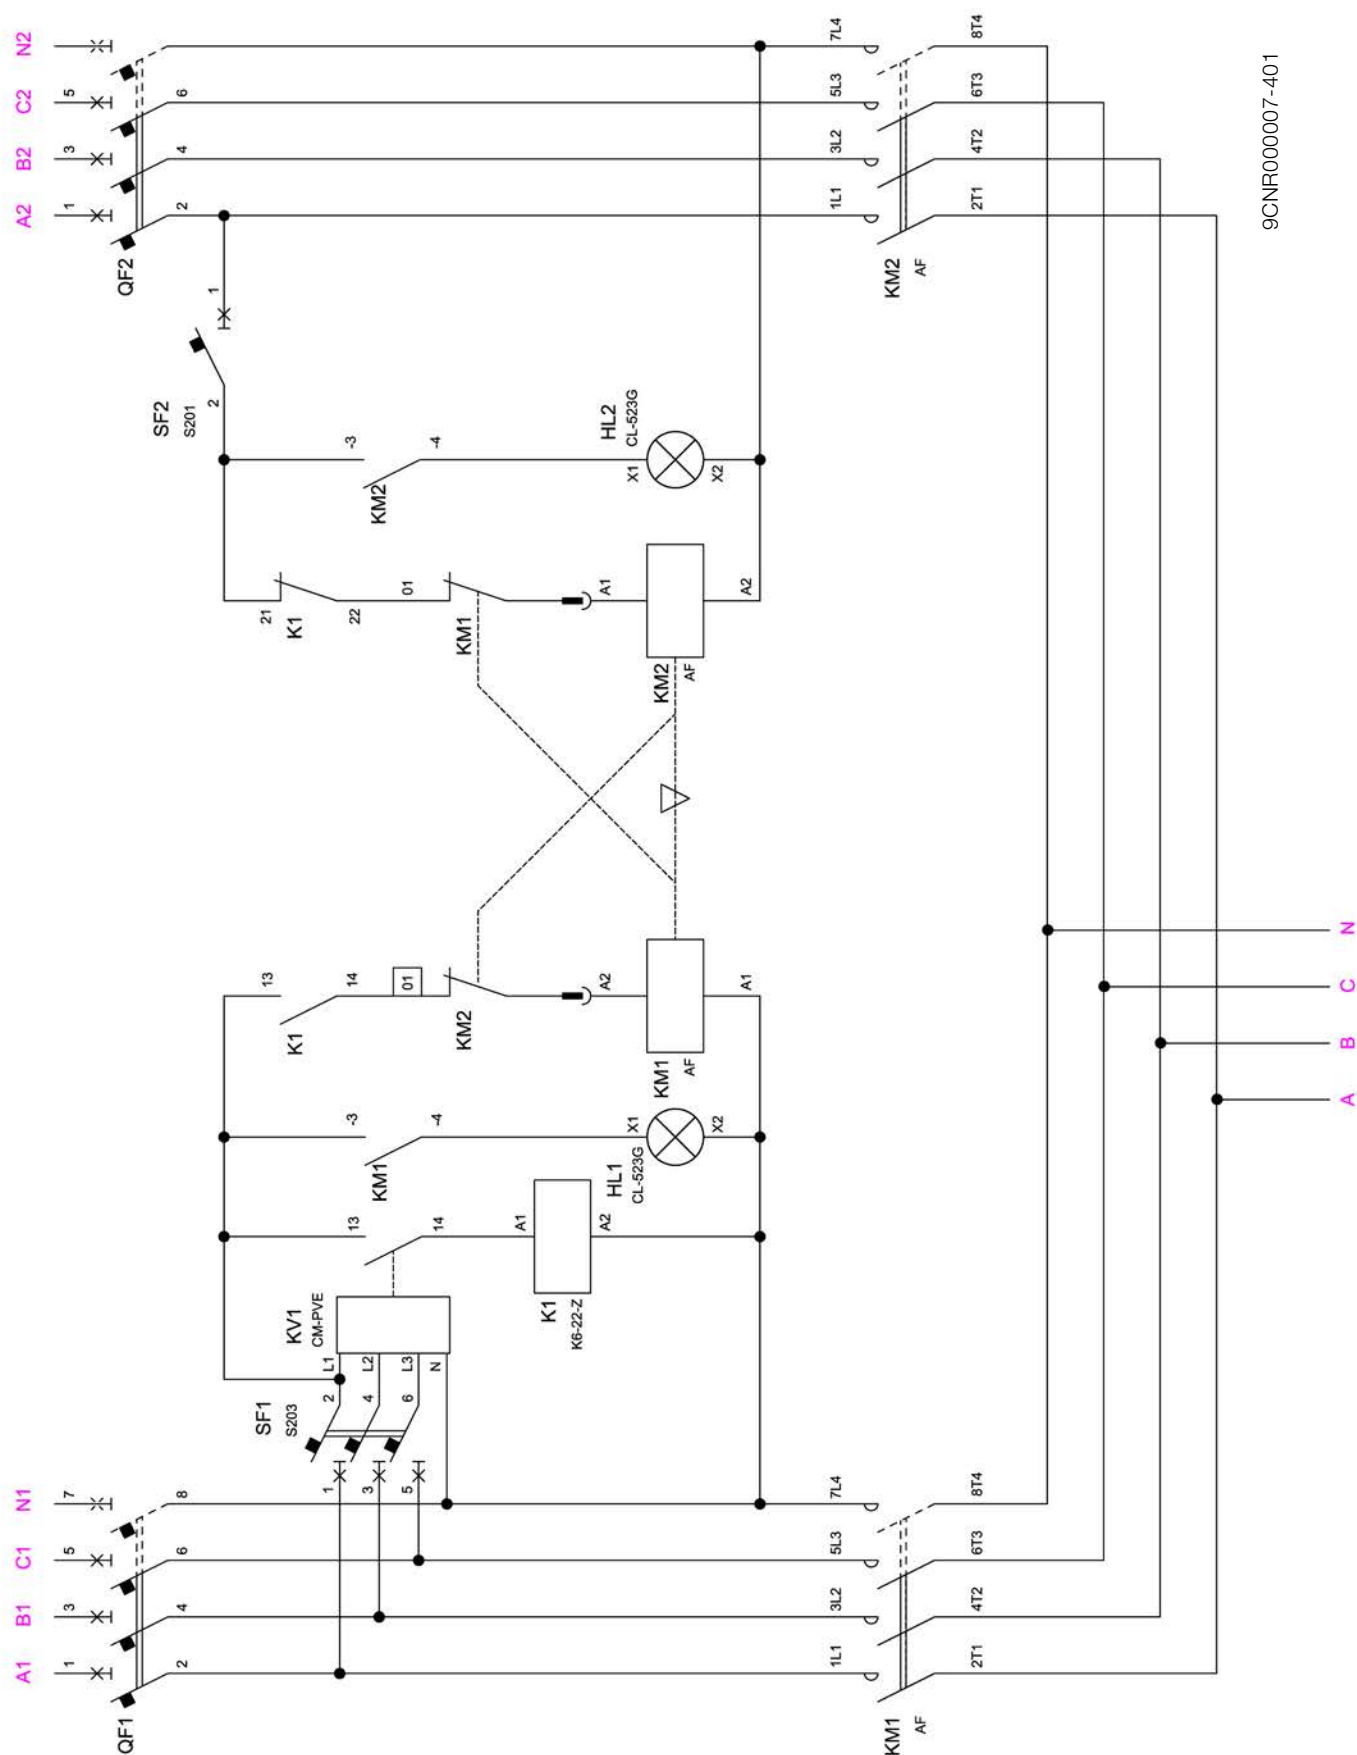 A1
B1
C1
N1
A2
B2
C2
N2
1
3
5
7
1
3
5
QF1
2
4
6
8
QF2
2
4
6
SF1
S203
1
3
5
2
4
6
L1
L2
L3
N
KV1
CM-PVE
13
14
K1
K6-22-Z
A1
A2
-3
-4
KM1
HL1
CL-523G
X1
X2
13
14
K1
01
KM2
A2
A1
KM1
AF
21
22
K1
01
KM1
A1
A2
KM2
AF
SF2
S201
1
2
-3
-4
KM2
HL2
CL-523G
X1
X2
1L1
3L2
5L3
7L4
KM1
AF
2T1
4T2
6T3
8T4
1L1
3L2
5L3
7L4
KM2
AF
2T1
4T2
6T3
8T4
A
B
C
N
9CNR000007-401